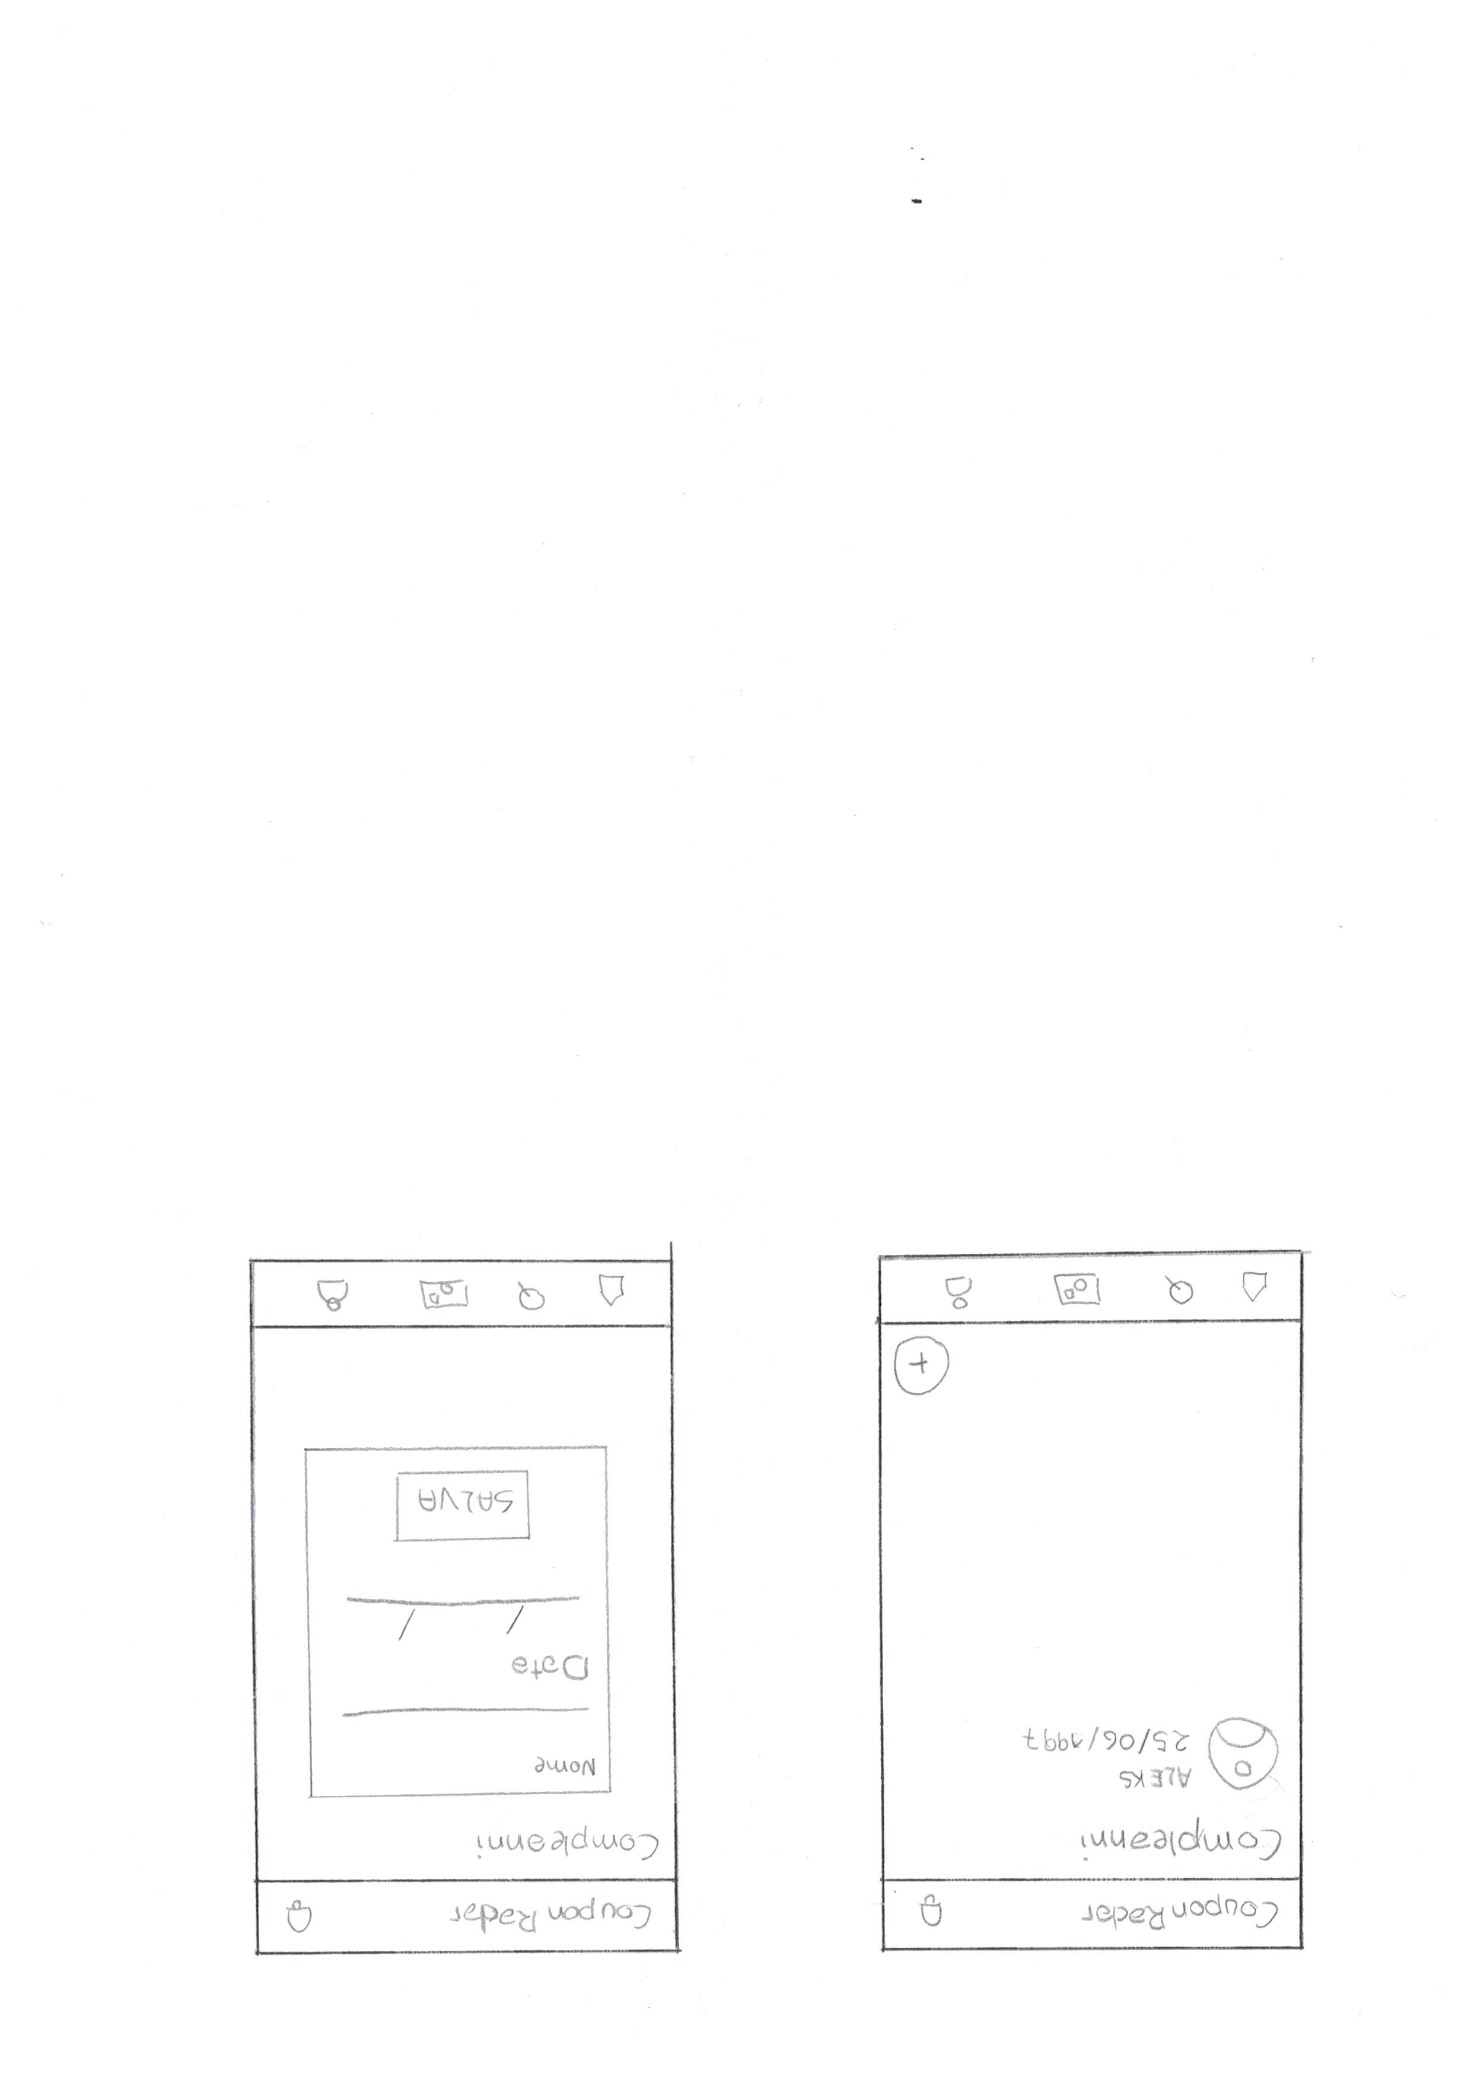 Coupon Radar
Compleanni
ALEKS
25/06/1997
+
Coupon Radar
Compleanni
Nome
Data
/ /
SALVA